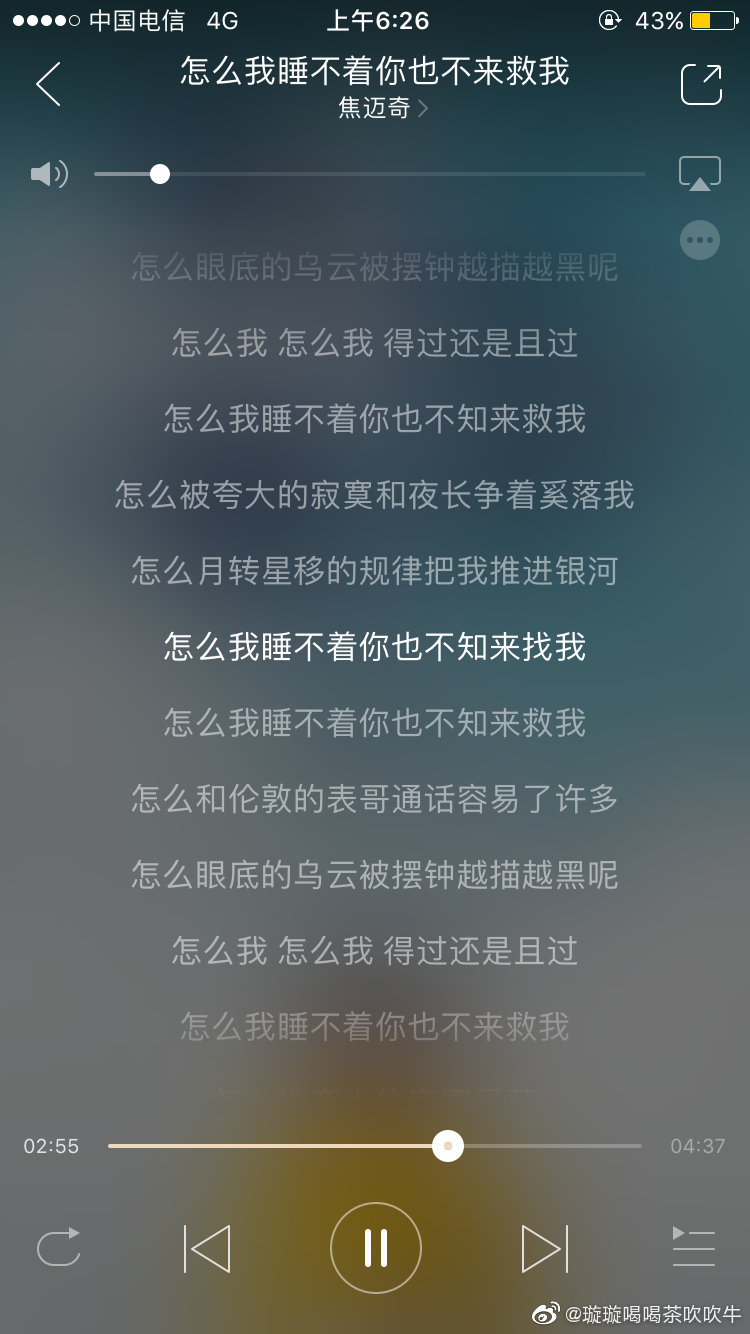 中国电信 4G 上午6:26 43%
怎么我睡不着你也不来救我
焦迈奇
怎么眼底的乌云被摆钟越描越黑呢
怎么我 怎么我 得过还是且过
怎么我睡不着你也不知来救我
怎么被夸大的寂寞和夜长争着奚落我
怎么月转星移的规律把我推进银河
怎么我睡不着你也不知来找我
怎么我睡不着你也不知来救我
怎么和伦敦的表哥通话容易了许多
怎么眼底的乌云被摆钟越描越黑呢
怎么我 怎么我 得过还是且过
怎么我睡不着你也不来救我
02:55 04:37
@璇璇喝喝茶吹吹牛